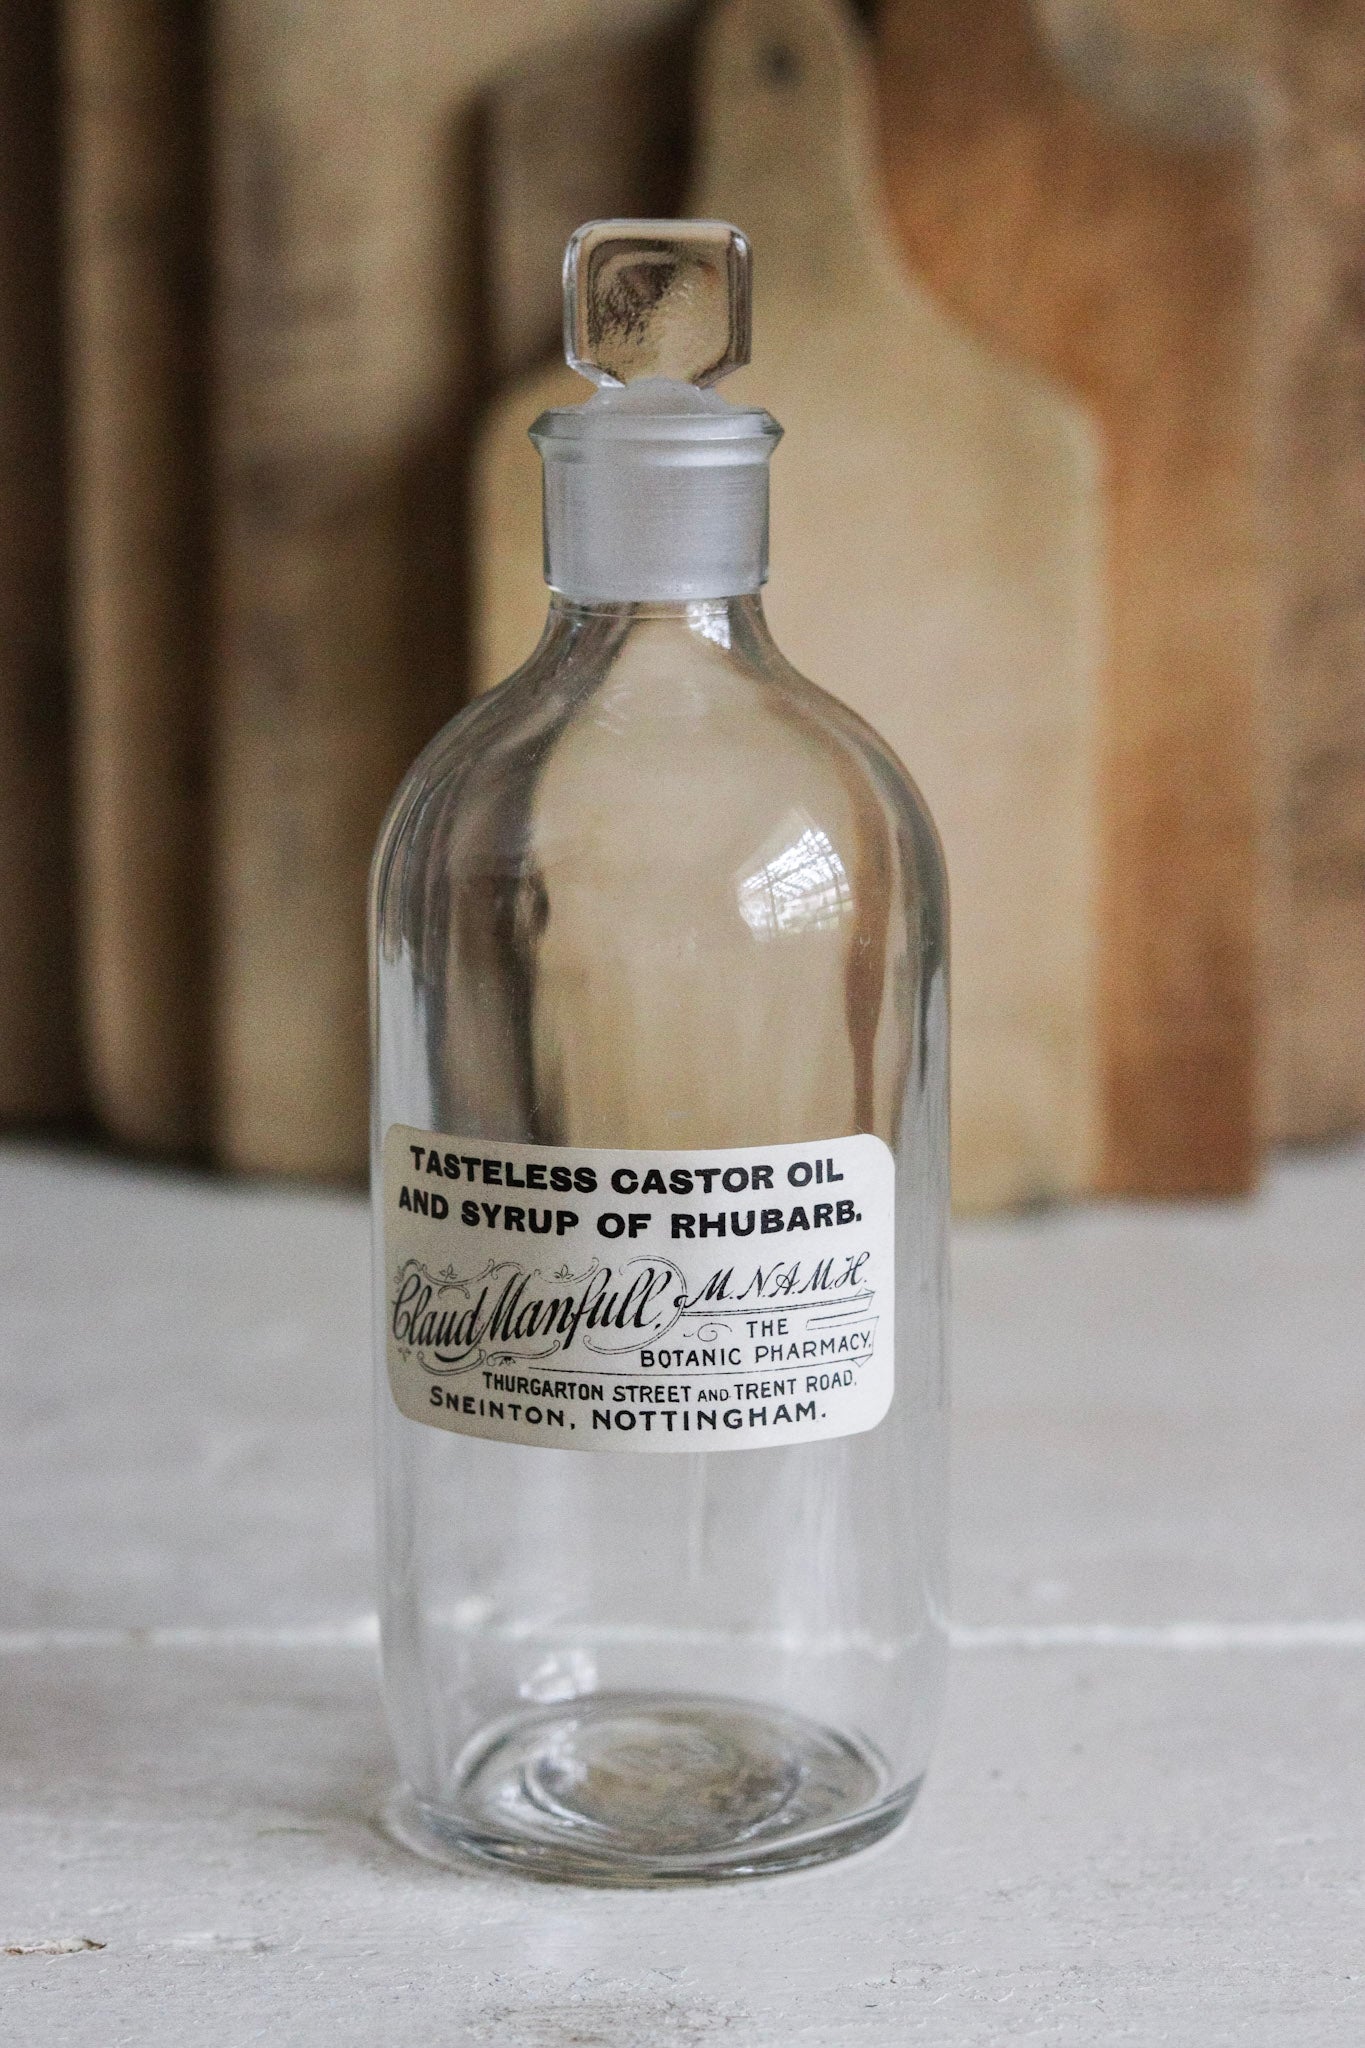 TASTELESS CASTOR OIL
AND SYRUP OF RHUBARB.
Claud Manfull. M.N.A.M.H.
THE
BOTANIC PHARMACY.
THURGARTON STREET AND TRENT ROAD,
SNEINTON, NOTTINGHAM.